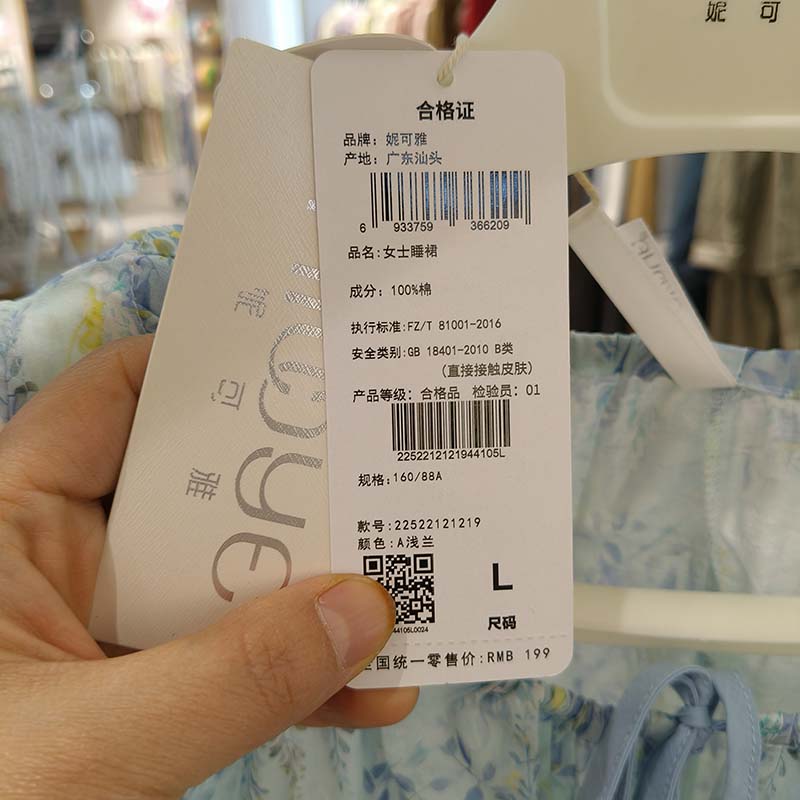 妮可
合格证
品牌: 妮可雅
产地: 广东汕头
6 933759 366209
品名:女士睡裙
成分: 100%棉
执行标准:FZ/T 81001-2016
安全类别:GB 18401-2010 B类
(直接接触皮肤)
产品等级: 合格品 检验员: 01
2252212121944105L
规格:160/88A
款号:22522121219
颜色:A浅兰
L
44105L0024
尺码
国统一零售价:RMB 199
妮可雅